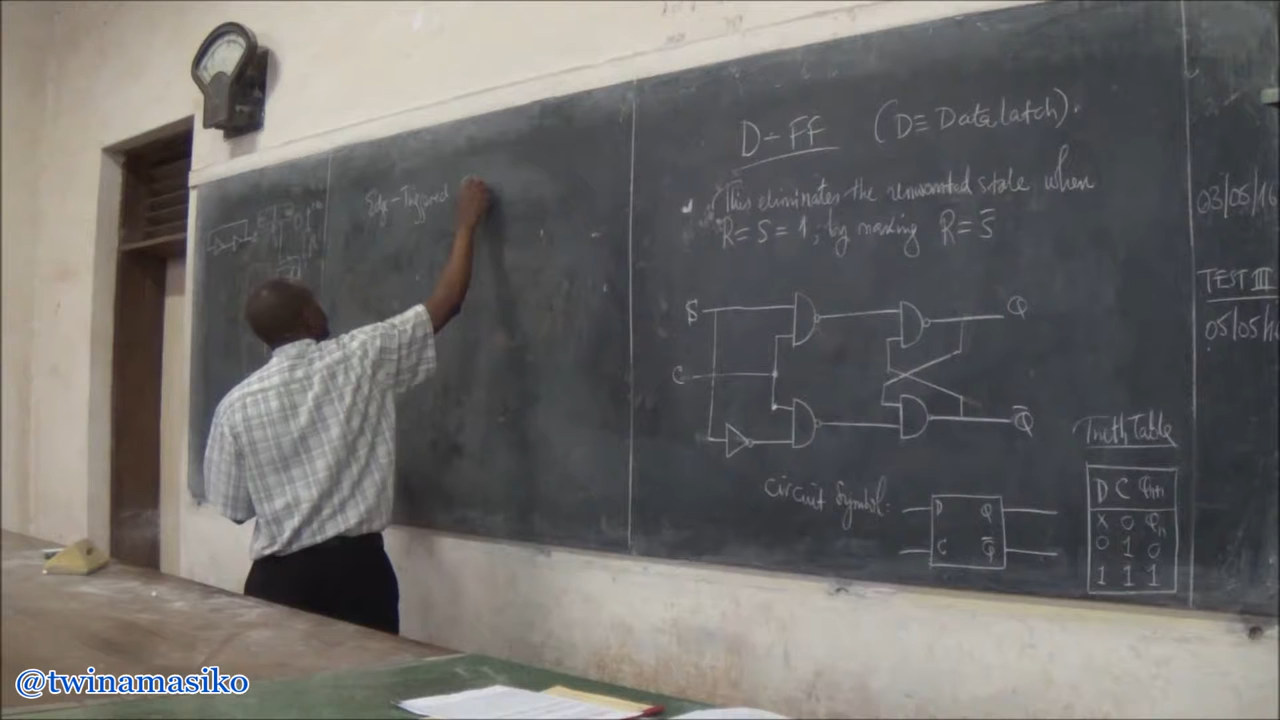 Edge-Triggered
D-FF (D≡Data latch).
This eliminates the unwanted state when
R=S=1, by making R=S̅
S
C
Q
Q̅
Circuit Symbol:
D Q
C Q̅
Truth Table
D C Qn+1
X 0 Qn
0 1 0
1 1 1
03/05/16
TEST III
05/05/
@twinamasiko